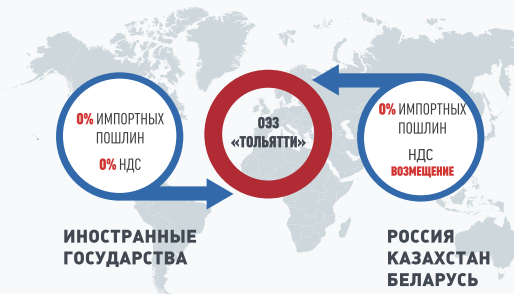 0% ИМПОРТНЫХ
ПОШЛИН
0% НДС
ОЭЗ
«ТОЛЬЯТТИ»
0% ИМПОРТНЫХ
ПОШЛИН
НДС
ВОЗМЕЩЕНИЕ
ИНОСТРАННЫЕ
ГОСУДАРСТВА
РОССИЯ
КАЗАХСТАН
БЕЛАРУСЬ